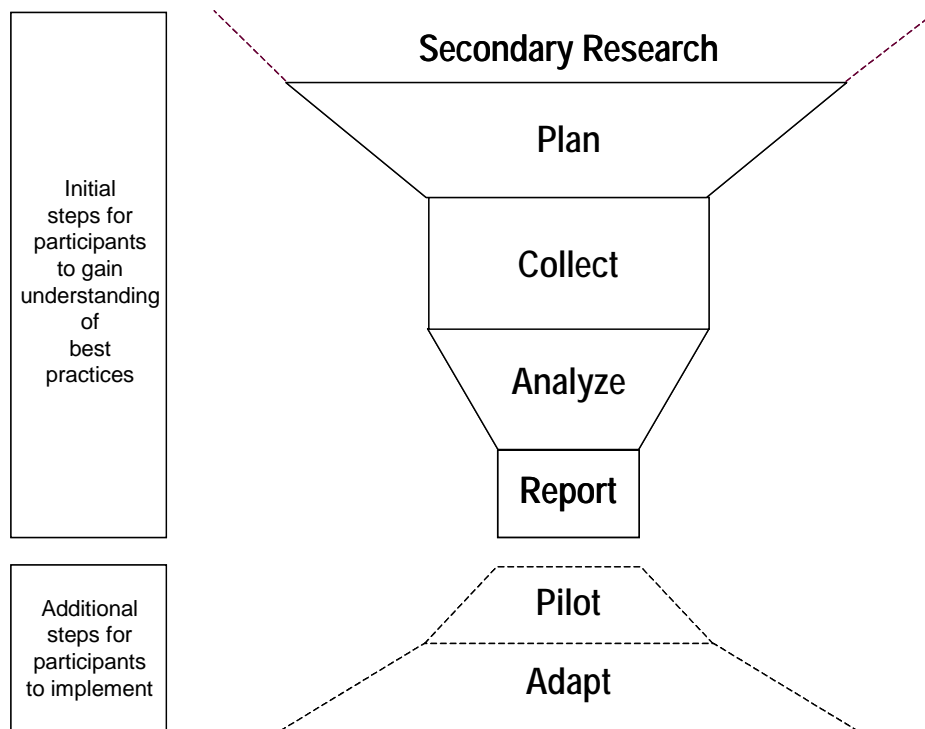 Secondary Research
Plan
Collect
Analyze
Report
Pilot
Adapt
Initial
steps for
participants
to gain
understanding
of
best
practices
Additional
steps for
participants
to implement